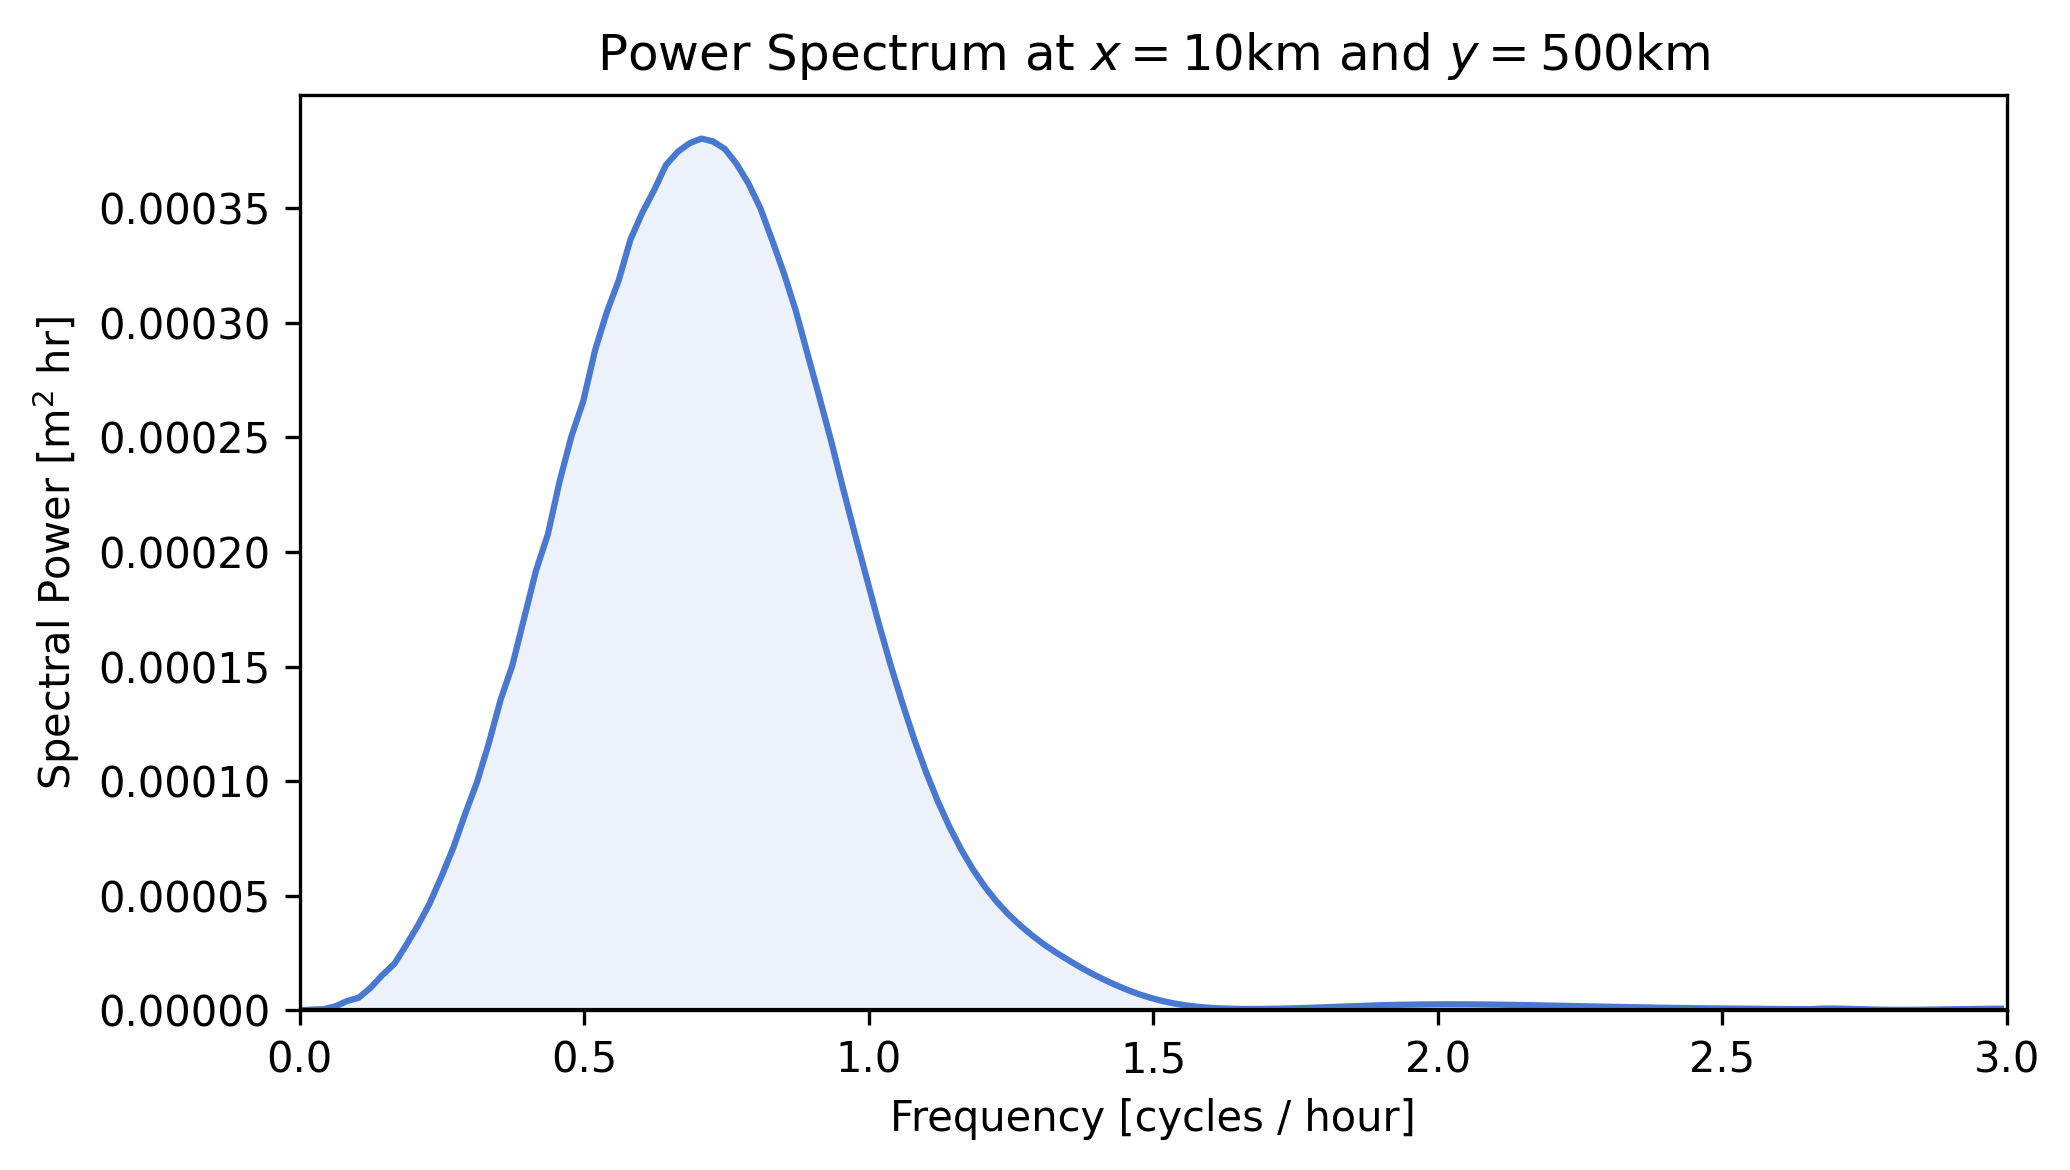 Power Spectrum at x = 10km and y = 500km
Spectral Power [m² hr]
0.00035
0.00030
0.00025
0.00020
0.00015
0.00010
0.00005
0.00000
0.0 0.5 1.0 1.5 2.0 2.5 3.0
Frequency [cycles / hour]